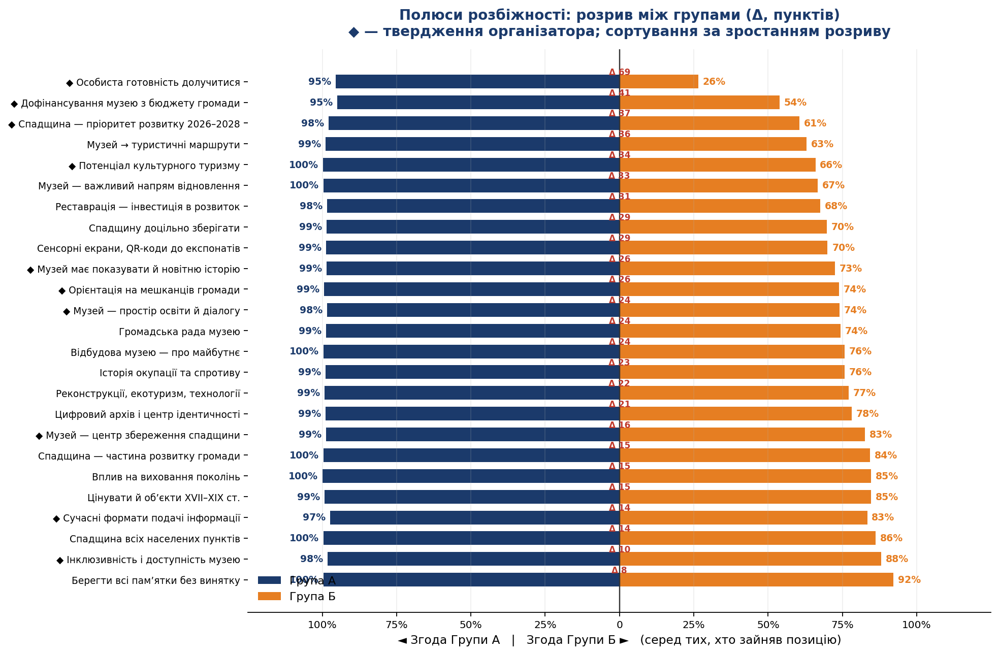 Полюси розбіжності: розрив між групами (Δ, пунктів)
◆ — твердження організатора; сортування за зростанням розриву
Δ 69
◆ Особиста готовність долучитися 95% 26%
Δ 41
◆ Дофінансування музею з бюджету громади 95% 54%
Δ 37
◆ Спадщина — пріоритет розвитку 2026–2028 98% 61%
Δ 36
Музей → туристичні маршрути 99% 63%
Δ 34
◆ Потенціал культурного туризму 100% 66%
Δ 33
Музей — важливий напрям відновлення 100% 67%
Δ 31
Реставрація — інвестиція в розвиток 98% 68%
Δ 29
Спадщину доцільно зберігати 99% 70%
Δ 29
Сенсорні екрани, QR-коди до експонатів 99% 70%
Δ 26
◆ Музей має показувати й новітню історію 99% 73%
Δ 26
◆ Орієнтація на мешканців громади 99% 74%
Δ 24
◆ Музей — простір освіти й діалогу 98% 74%
Δ 24
Громадська рада музею 99% 74%
Δ 24
Відбудова музею — про майбутнє 100% 76%
Δ 23
Історія окупації та спротиву 99% 76%
Δ 22
Реконструкції, екотуризм, технології 99% 77%
Δ 21
Цифровий архів і центр ідентичності 99% 78%
Δ 16
◆ Музей — центр збереження спадщини 99% 83%
Δ 15
Спадщина — частина розвитку громади 100% 84%
Δ 15
Вплив на виховання поколінь 100% 85%
Δ 15
Цінувати й об’єкти XVII–XIX ст. 99% 85%
Δ 14
◆ Сучасні формати подачі інформації 97% 83%
Δ 14
Спадщина всіх населених пунктів 100% 86%
Δ 10
◆ Інклюзивність і доступність музею 98% 88%
Δ 8
Берегти всі пам’ятки без винятку 100% 92%
Група А
Група Б
100% 75% 50% 25% 0 25% 50% 75% 100%
◄ Згода Групи А | Згода Групи Б ► (серед тих, хто зайняв позицію)